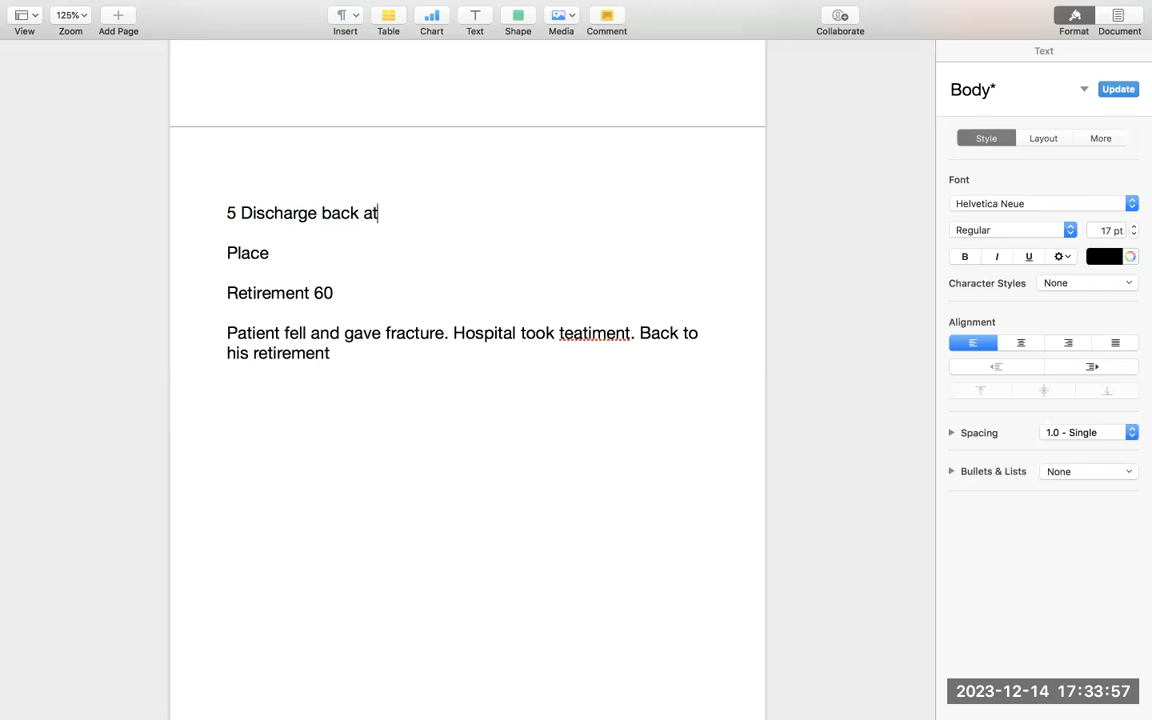 View
125%
Zoom
Add Page
Insert
Table
Chart
Text
Shape
Media
Comment
Collaborate
Format
Document
5 Discharge back at
Place
Retirement 60
Patient fell and gave fracture. Hospital took teatiment. Back to
his retirement
Text
Body*
Update
Style
Layout
More
Font
Helvetica Neue
Regular
17 pt
B I U
Character Styles
None
Alignment
Spacing
1.0 - Single
Bullets & Lists
None
2023-12-14 17:33:57